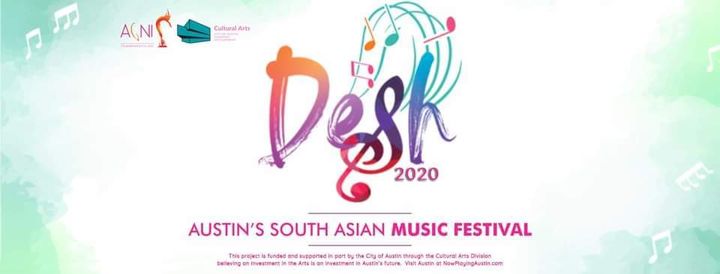 AGNI
Cultural Arts
Desh
2020
AUSTIN'S SOUTH ASIAN MUSIC FESTIVAL
This project is funded and supported in part by the City of Austin through the Cultural Arts Division
believing an investment in the Arts is an investment in Austin's future. Visit Austin at NowPlayingAustin.com